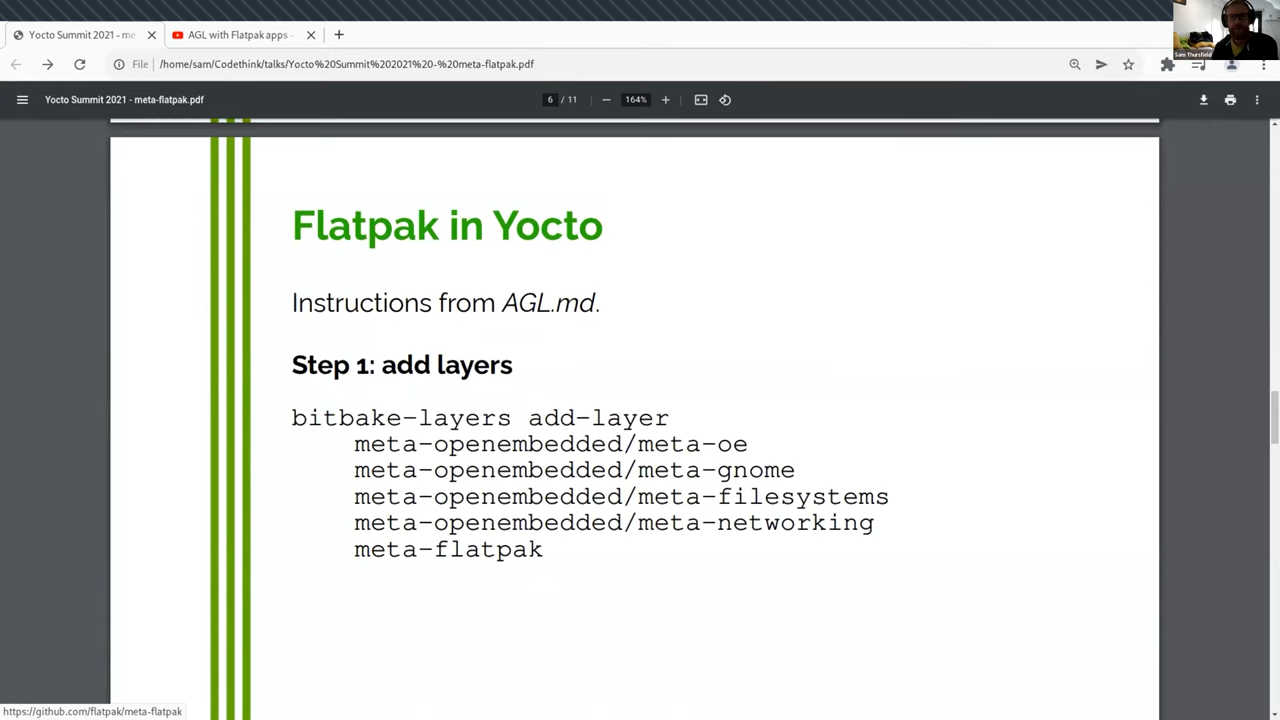 Yocto Summit 2021 - me
AGL with Flatpak apps -
File
/home/sam/Codethink/talks/Yocto%20Summit%202021%20-%20meta-flatpak.pdf
Sam Thursfield
Yocto Summit 2021 - meta-flatpak.pdf
6 / 11
164%
Flatpak in Yocto
Instructions from AGL.md.
Step 1: add layers
bitbake-layers add-layer
meta-openembedded/meta-oe
meta-openembedded/meta-gnome
meta-openembedded/meta-filesystems
meta-openembedded/meta-networking
meta-flatpak
https://github.com/flatpak/meta-flatpak